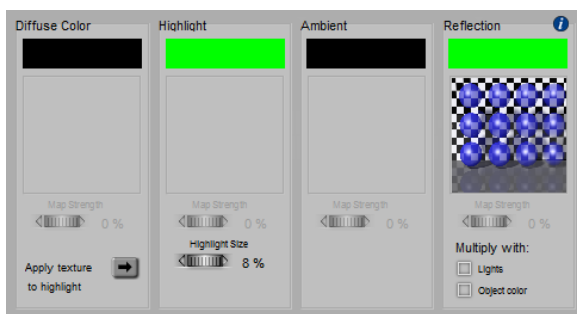 Diffuse Color
Highlight
Ambient
Reflection
i
Map Strength
0 %
Map Strength
0 %
Map Strength
0 %
Map Strength
0 %
Apply texture
to highlight
Highlight Size
8 %
Multiply with:
Lights
Object color